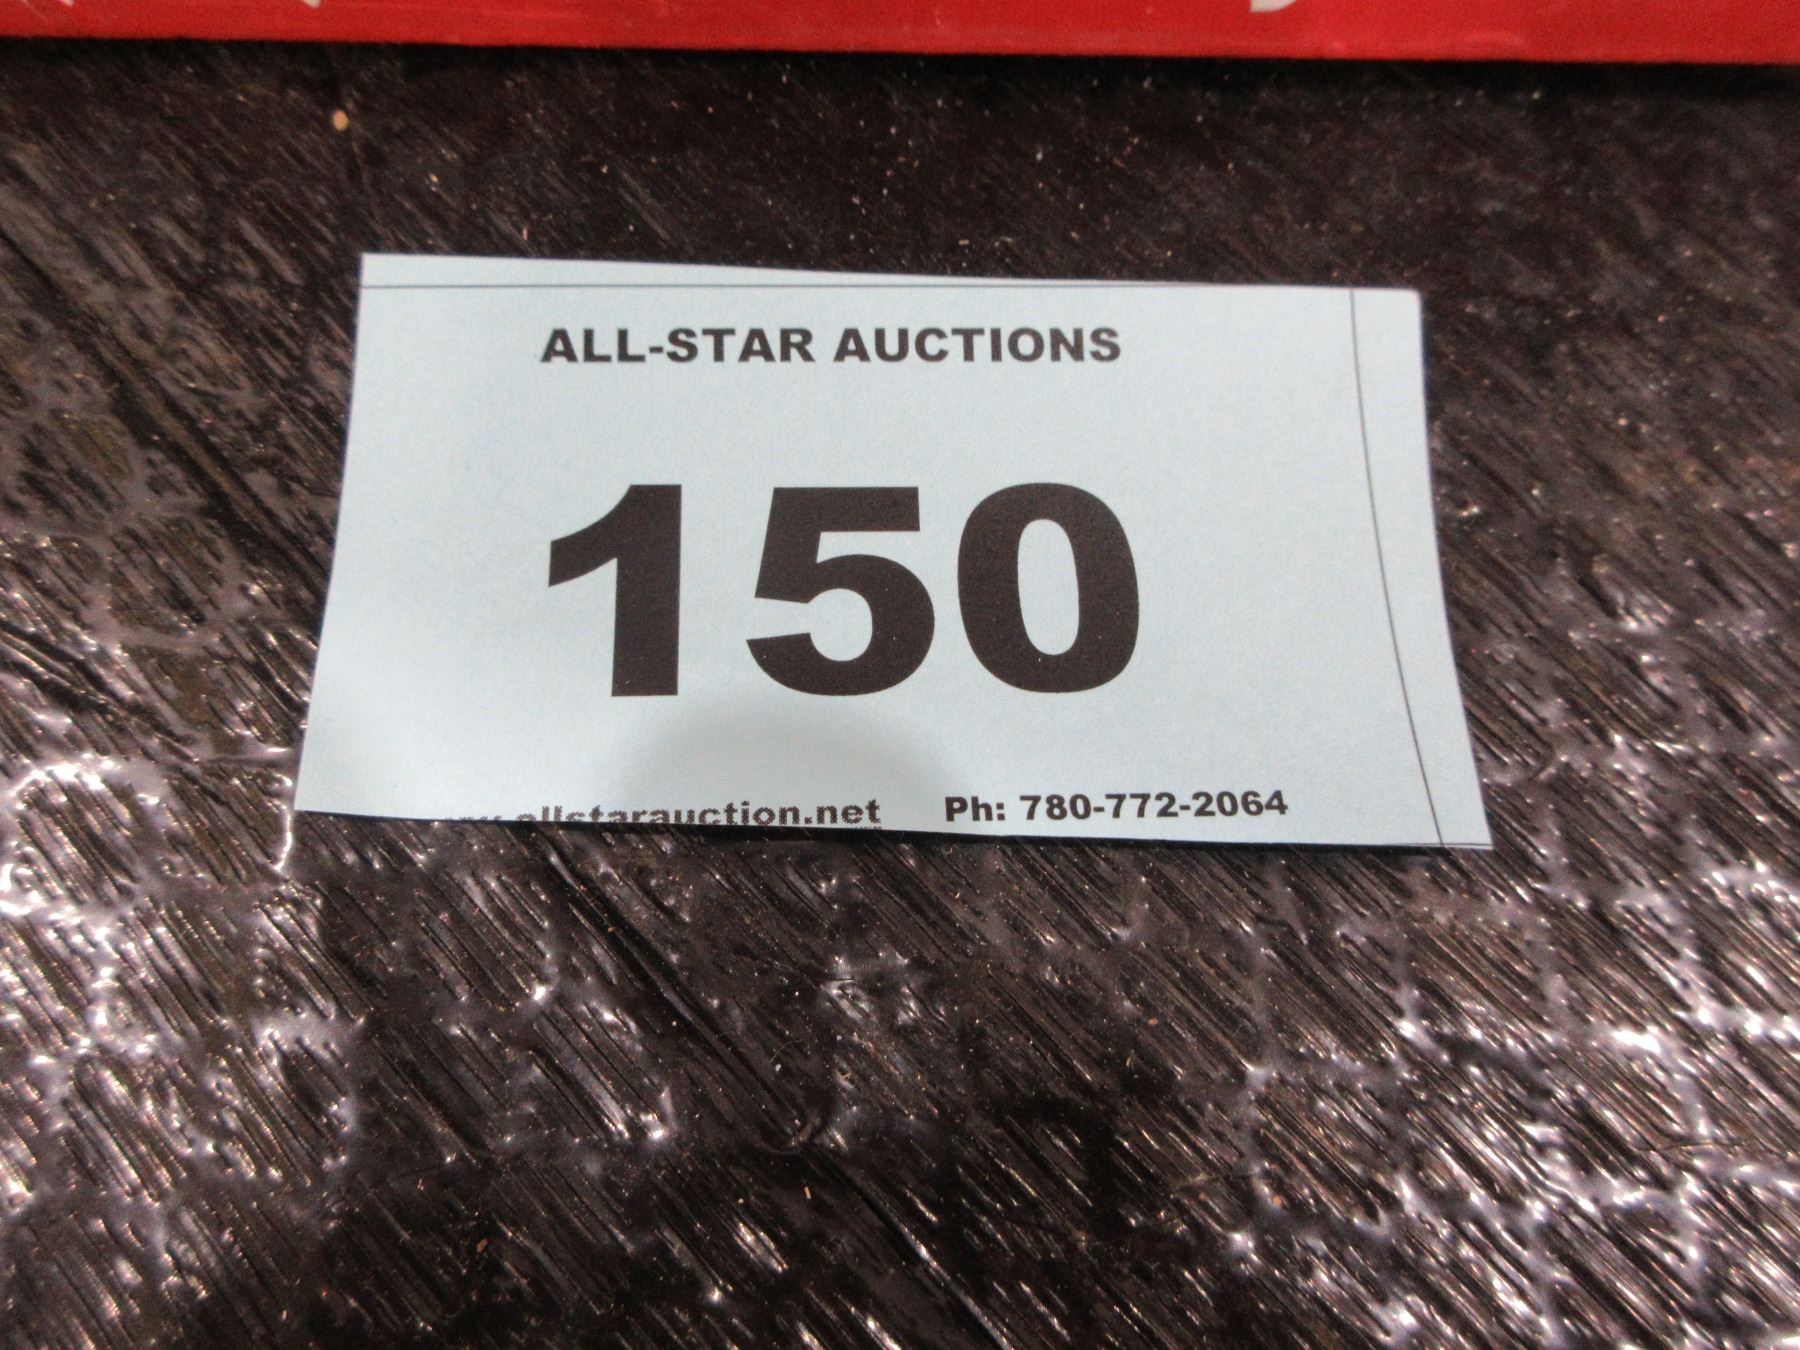 ALL-STAR AUCTIONS
150
allstarauction.net Ph: 780-772-2064